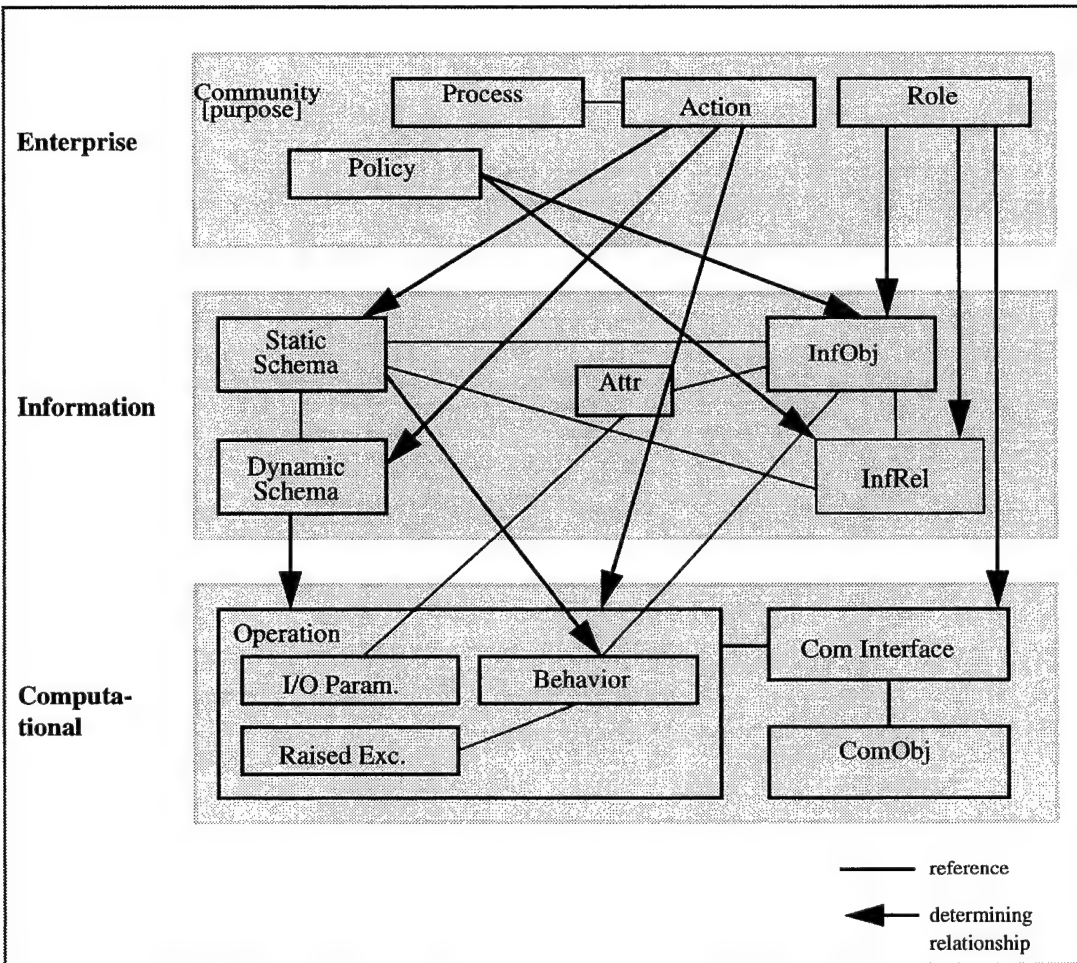 Enterprise
Community
[purpose]
Process
Action
Role
Policy
Information
Static
Schema
InfObj
Attr
Dynamic
Schema
InfRel
Computa-
tional
Operation
I/O Param.
Behavior
Raised Exc.
Com Interface
ComObj
reference
determining
relationship